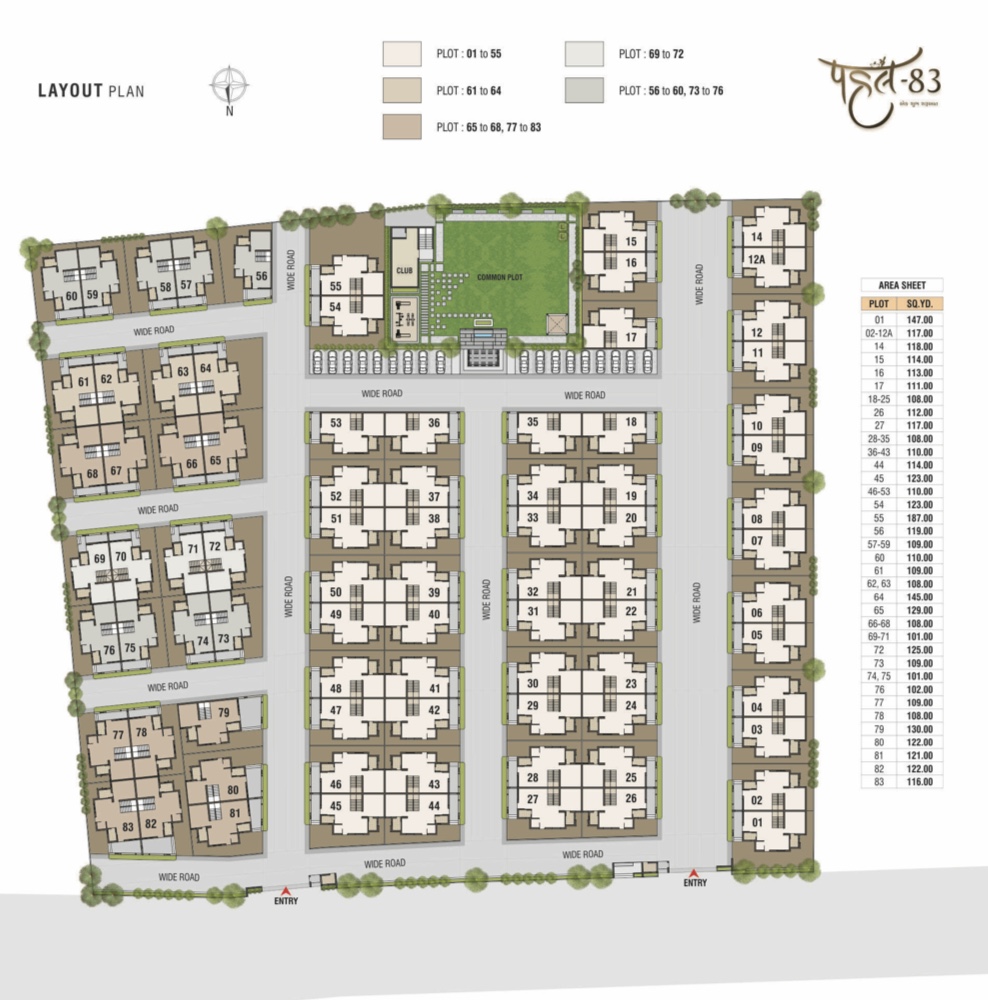 LAYOUT PLAN
N
PLOT : 01 to 55
PLOT : 61 to 64
PLOT : 65 to 68, 77 to 83
PLOT : 69 to 72
PLOT : 56 to 60, 73 to 76
પહેલ-83
60 59 58 57 56
WIDE ROAD
WIDE ROAD
55
54
CLUB
COMMON PLOT
15
16
17
WIDE ROAD
14
12A
61 62 63 64
68 67 66 65
WIDE ROAD
WIDE ROAD
WIDE ROAD
12
11
53 36 35 18
10
09
52 37 34 19
51 38 33 20
08
07
69 70 71 72
76 75 74 73
WIDE ROAD
WIDE ROAD
WIDE ROAD
WIDE ROAD
50 39 32 21
49 40 31 22
06
05
48 41 30 23
47 42 29 24
04
03
77 78 79
83 82 80
81
46 43 28 25
45 44 27 26
02
01
WIDE ROAD
WIDE ROAD
WIDE ROAD
ENTRY
ENTRY
AREA SHEET
PLOT SQ.YD.
01 147.00
02-12A 117.00
14 118.00
15 114.00
16 113.00
17 111.00
18-25 108.00
26 112.00
27 117.00
28-35 108.00
36-43 110.00
44 114.00
45 123.00
46-53 110.00
54 123.00
55 187.00
56 119.00
57-59 109.00
60 110.00
61 109.00
62, 63 108.00
64 145.00
65 129.00
66-68 108.00
69-71 101.00
72 125.00
73 109.00
74, 75 101.00
76 102.00
77 109.00
78 108.00
79 130.00
80 122.00
81 121.00
82 122.00
83 116.00